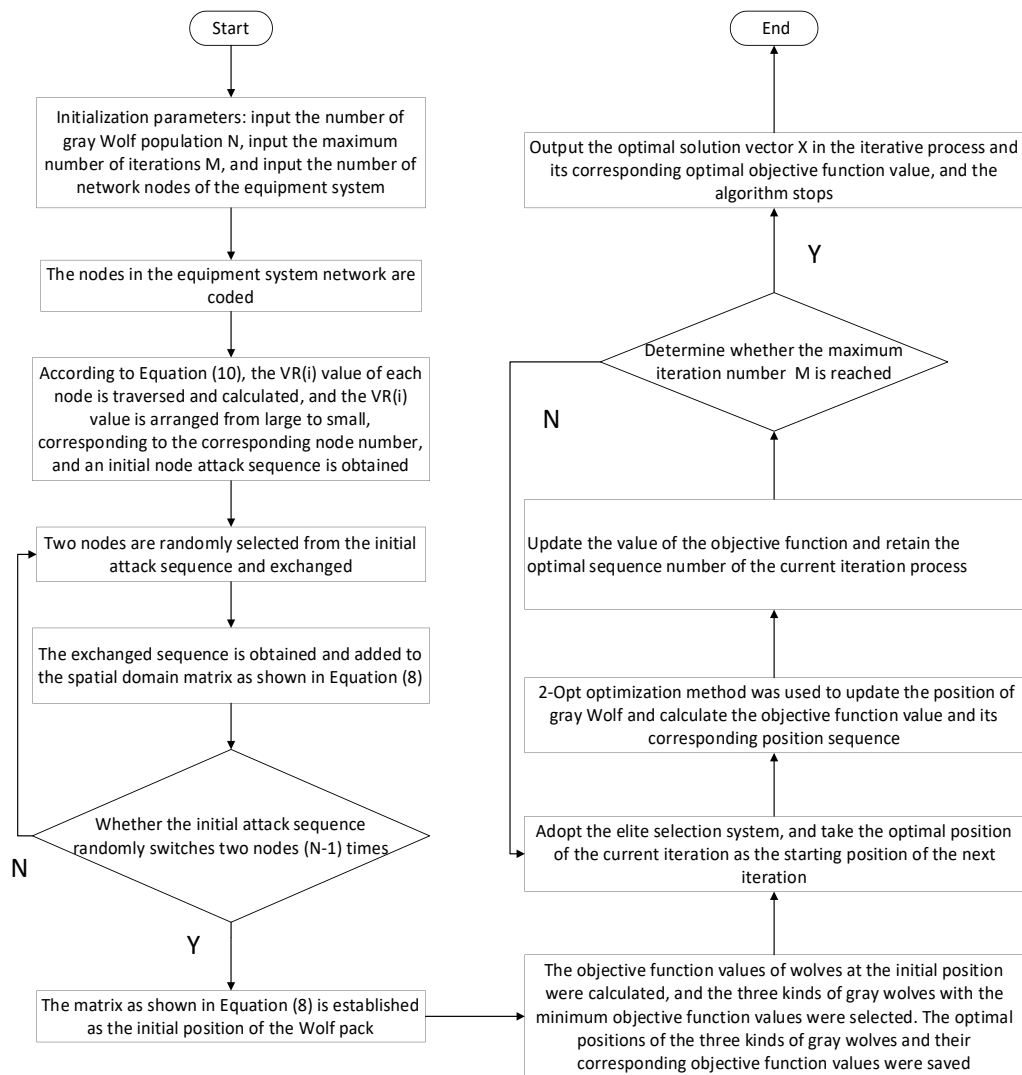 Start
Initialization parameters: input the number of
gray Wolf population N, input the maximum
number of iterations M, and input the number of
network nodes of the equipment system
The nodes in the equipment system network are
coded
According to Equation (10), the VR(i) value of each
node is traversed and calculated, and the VR(i)
value is arranged from large to small,
corresponding to the corresponding node number,
and an initial node attack sequence is obtained
Two nodes are randomly selected from the initial
attack sequence and exchanged
The exchanged sequence is obtained and added to
the spatial domain matrix as shown in Equation (8)
Whether the initial attack sequence
randomly switches two nodes (N-1) times
N
Y
The matrix as shown in Equation (8) is established
as the initial position of the Wolf pack
The objective function values of wolves at the initial
position
were calculated, and the three kinds of gray wolves with the
minimum objective function values were selected. The optimal
positions of the three kinds of gray wolves and their
corresponding objective function values were saved
Adopt the elite selection system, and take the optimal position
of the current iteration as the starting position of the next
iteration
2-Opt optimization method was used to update the position of
gray Wolf and calculate the objective function value and its
corresponding position sequence
Update the value of the objective function and retain the
optimal sequence number of the current iteration process
Determine whether the maximum
iteration number M is reached
N
Y
Output the optimal solution vector X in the iterative process and
its corresponding optimal objective function value, and the
algorithm stops
End